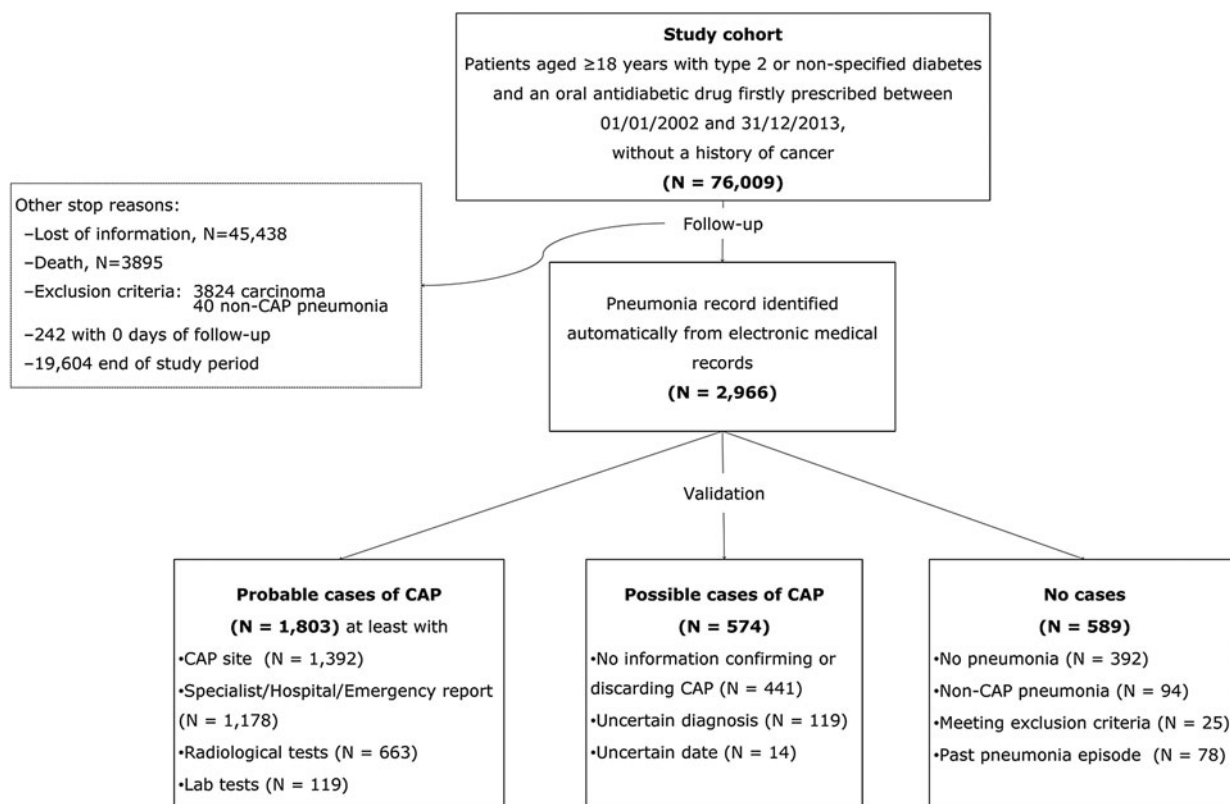 Study cohort
Patients aged ≥18 years with type 2 or non-specified diabetes
and an oral antidiabetic drug firstly prescribed between
01/01/2002 and 31/12/2013,
without a history of cancer
(N = 76,009)
Other stop reasons:
–Lost of information, N=45,438
–Death, N=3895
–Exclusion criteria: 3824 carcinoma
40 non-CAP pneumonia
–242 with 0 days of follow-up
–19,604 end of study period
Follow-up
Pneumonia record identified
automatically from electronic medical
records
(N = 2,966)
Validation
Probable cases of CAP
(N = 1,803) at least with
•CAP site (N = 1,392)
•Specialist/Hospital/Emergency report
(N = 1,178)
•Radiological tests (N = 663)
•Lab tests (N = 119)
Possible cases of CAP
(N = 574)
•No information confirming or
discarding CAP (N = 441)
•Uncertain diagnosis (N = 119)
•Uncertain date (N = 14)
No cases
(N = 589)
•No pneumonia (N = 392)
•Non-CAP pneumonia (N = 94)
•Meeting exclusion criteria (N = 25)
•Past pneumonia episode (N = 78)